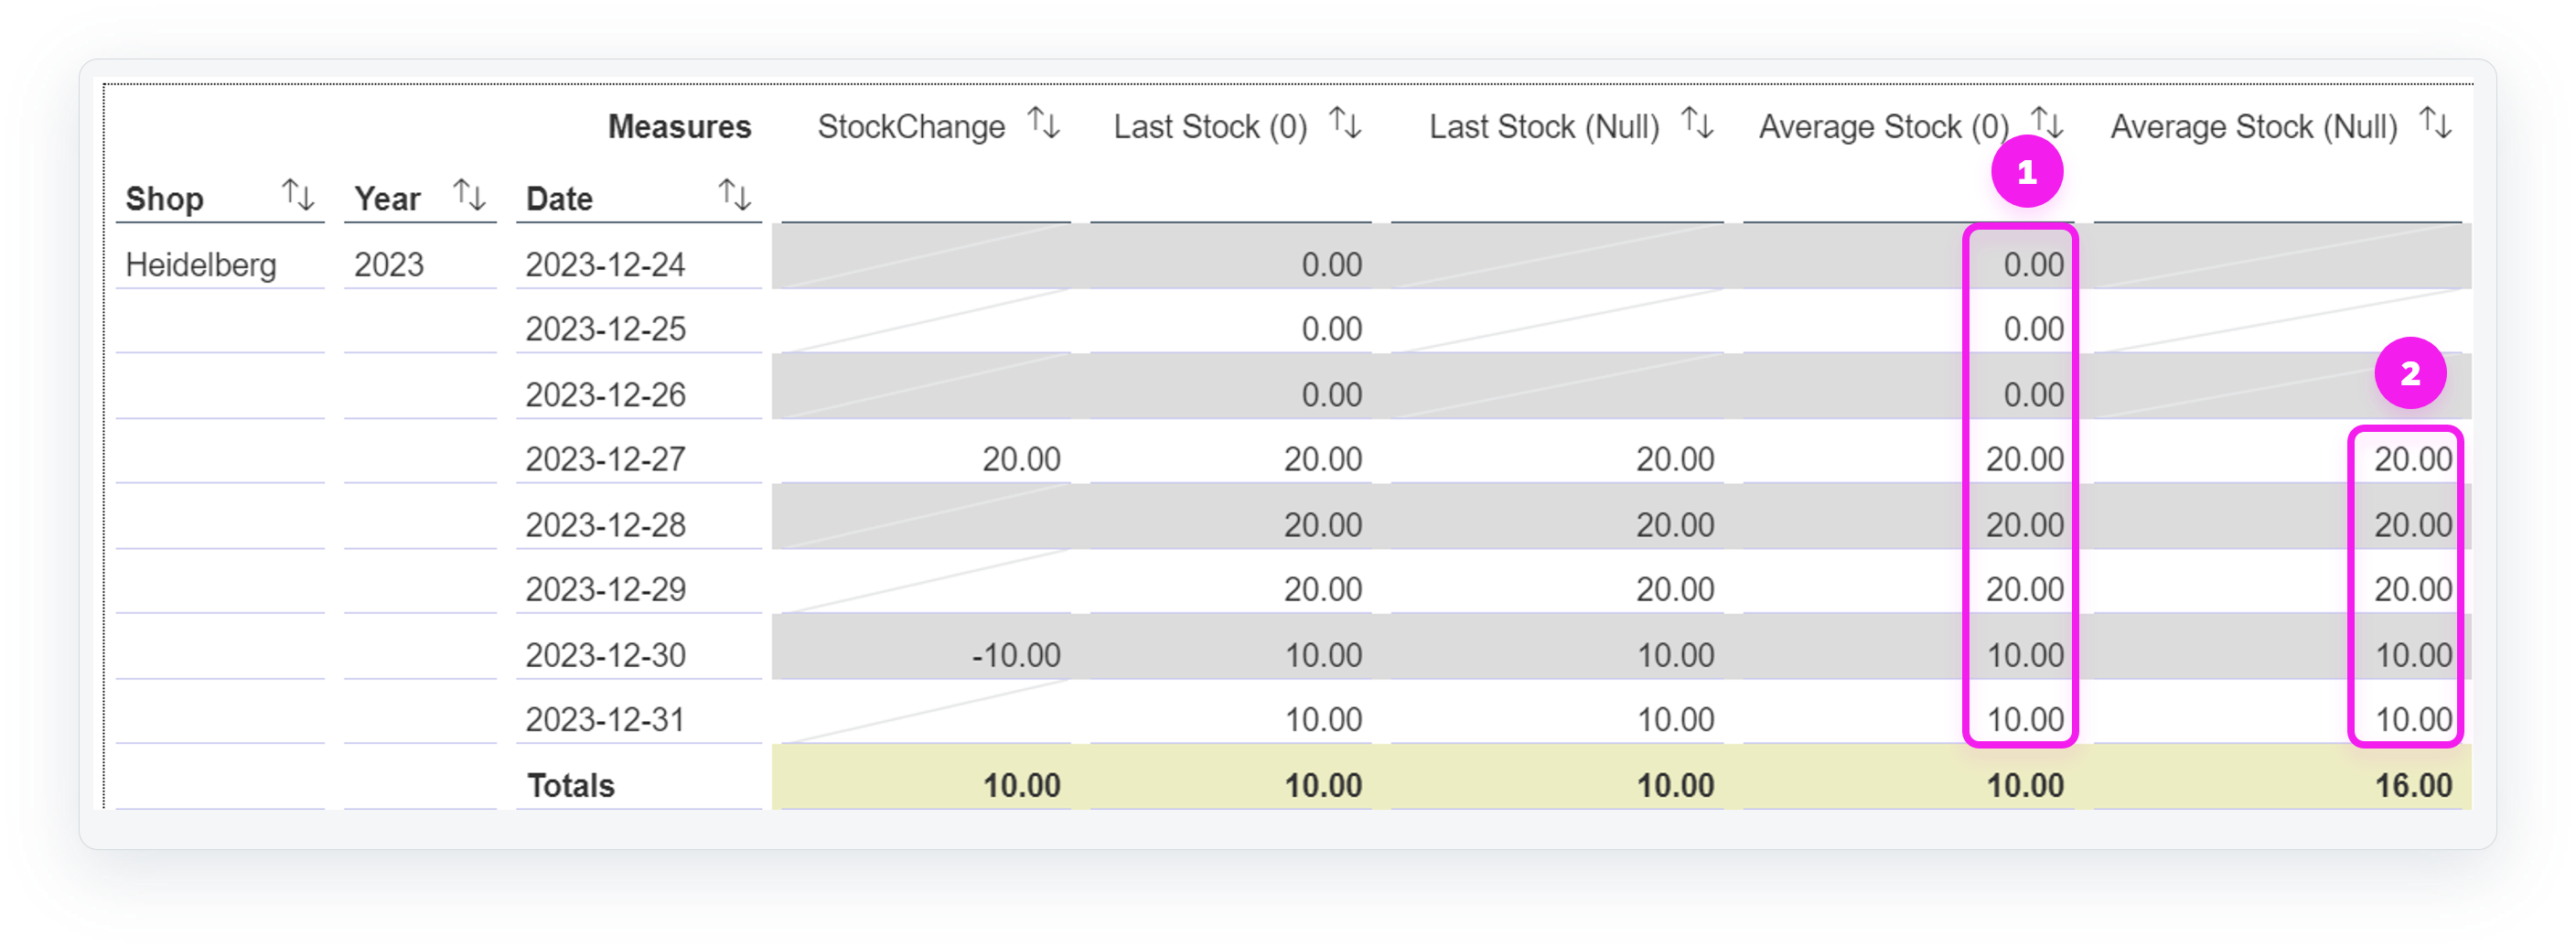 Measures StockChange Last Stock (0) Last Stock (Null) Average Stock (0) Average Stock (Null)
1
Shop Year Date
Heidelberg 2023 2023-12-24 0.00 0.00
2023-12-25 0.00 0.00
2
2023-12-26 0.00 0.00
2023-12-27 20.00 20.00 20.00 20.00 20.00
2023-12-28 20.00 20.00 20.00 20.00
2023-12-29 20.00 20.00 20.00 20.00
2023-12-30 -10.00 10.00 10.00 10.00 10.00
2023-12-31 10.00 10.00 10.00 10.00
Totals 10.00 10.00 10.00 10.00 16.00